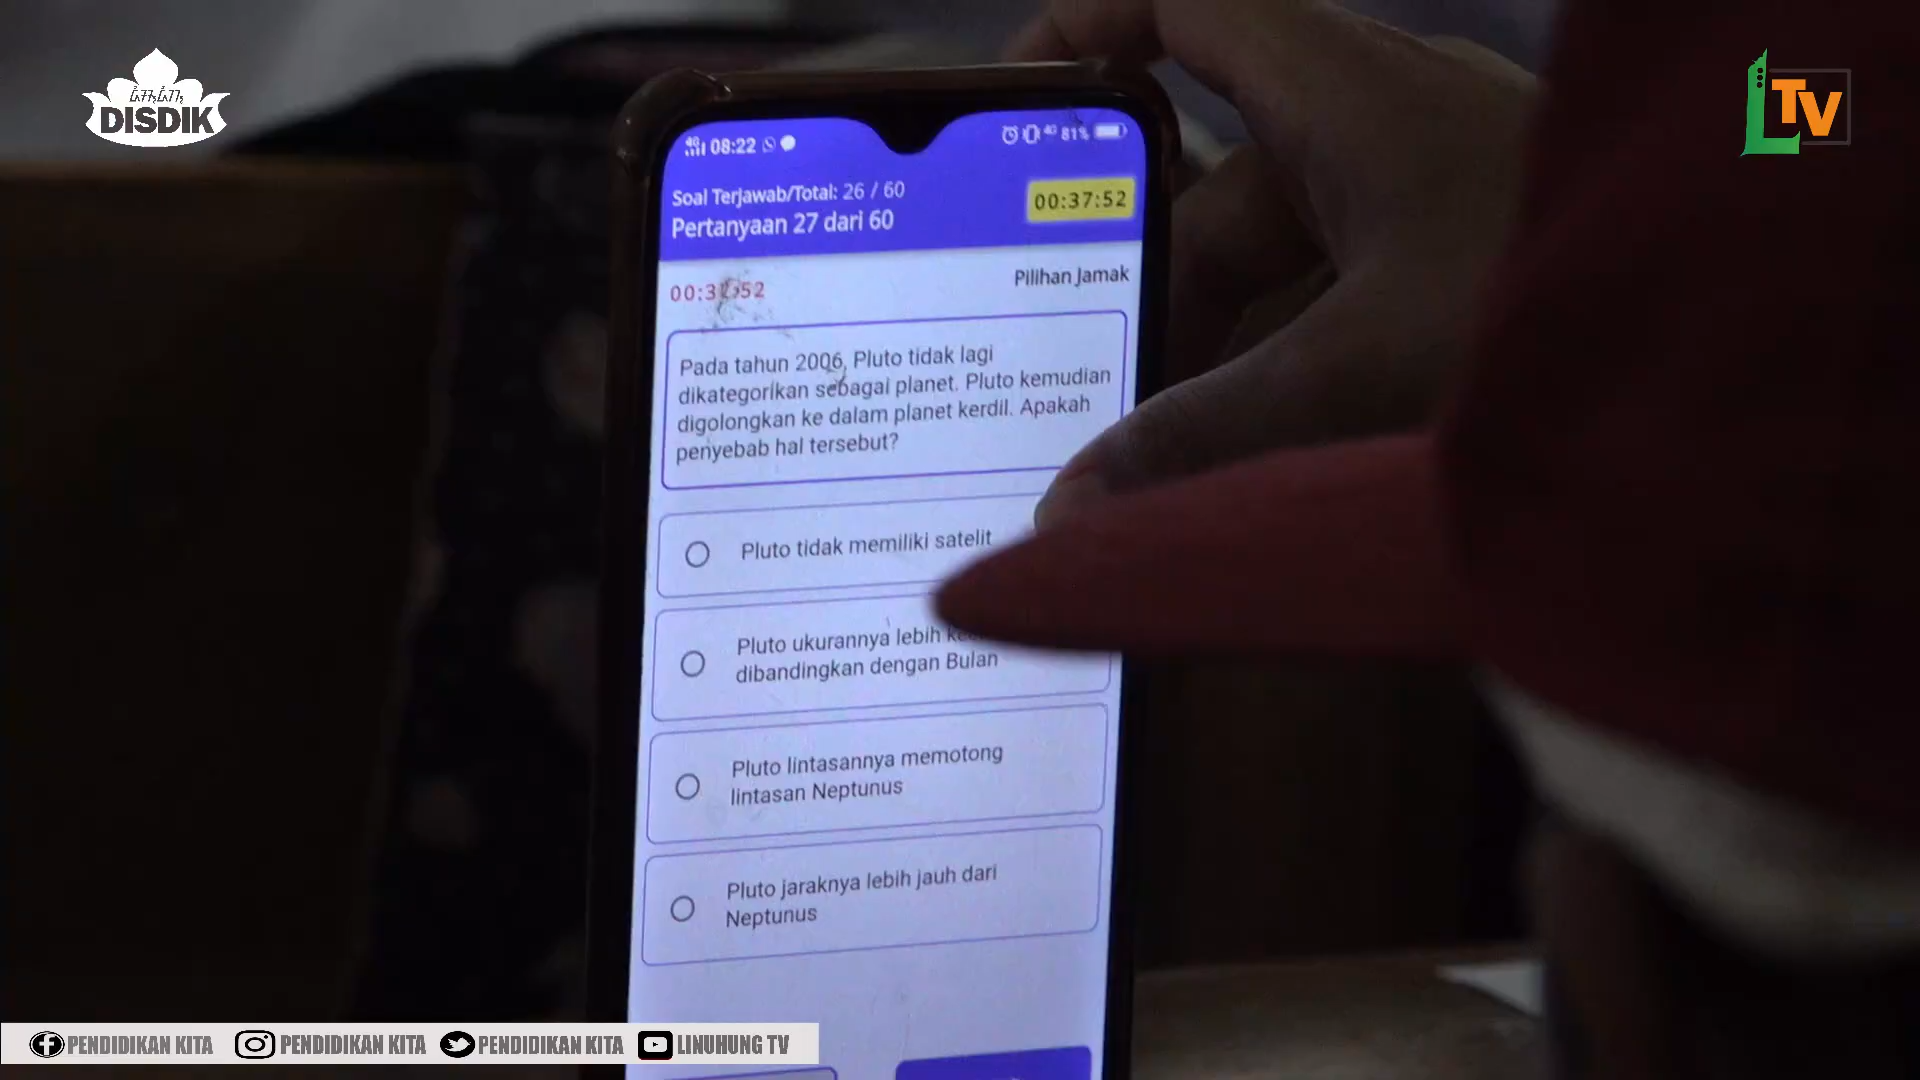 DISDIK
LTV
08:22
4G 81%
Soal Terjawab/Total: 26 / 60
Pertanyaan 27 dari 60
00:37:52
Pilihan Jamak
Pada tahun 2006, Pluto tidak lagi
dikategorikan sebagai planet. Pluto kemudian
digolongkan ke dalam planet kerdil. Apakah
penyebab hal tersebut?
Pluto tidak memiliki satelit
Pluto ukurannya lebih
dibandingkan dengan Bulan
Pluto lintasannya memotong
lintasan Neptunus
Pluto jaraknya lebih jauh dari
Neptunus
PENDIDIKAN KITA PENDIDIKAN KITA PENDIDIKAN KITA LINUHUNG TV